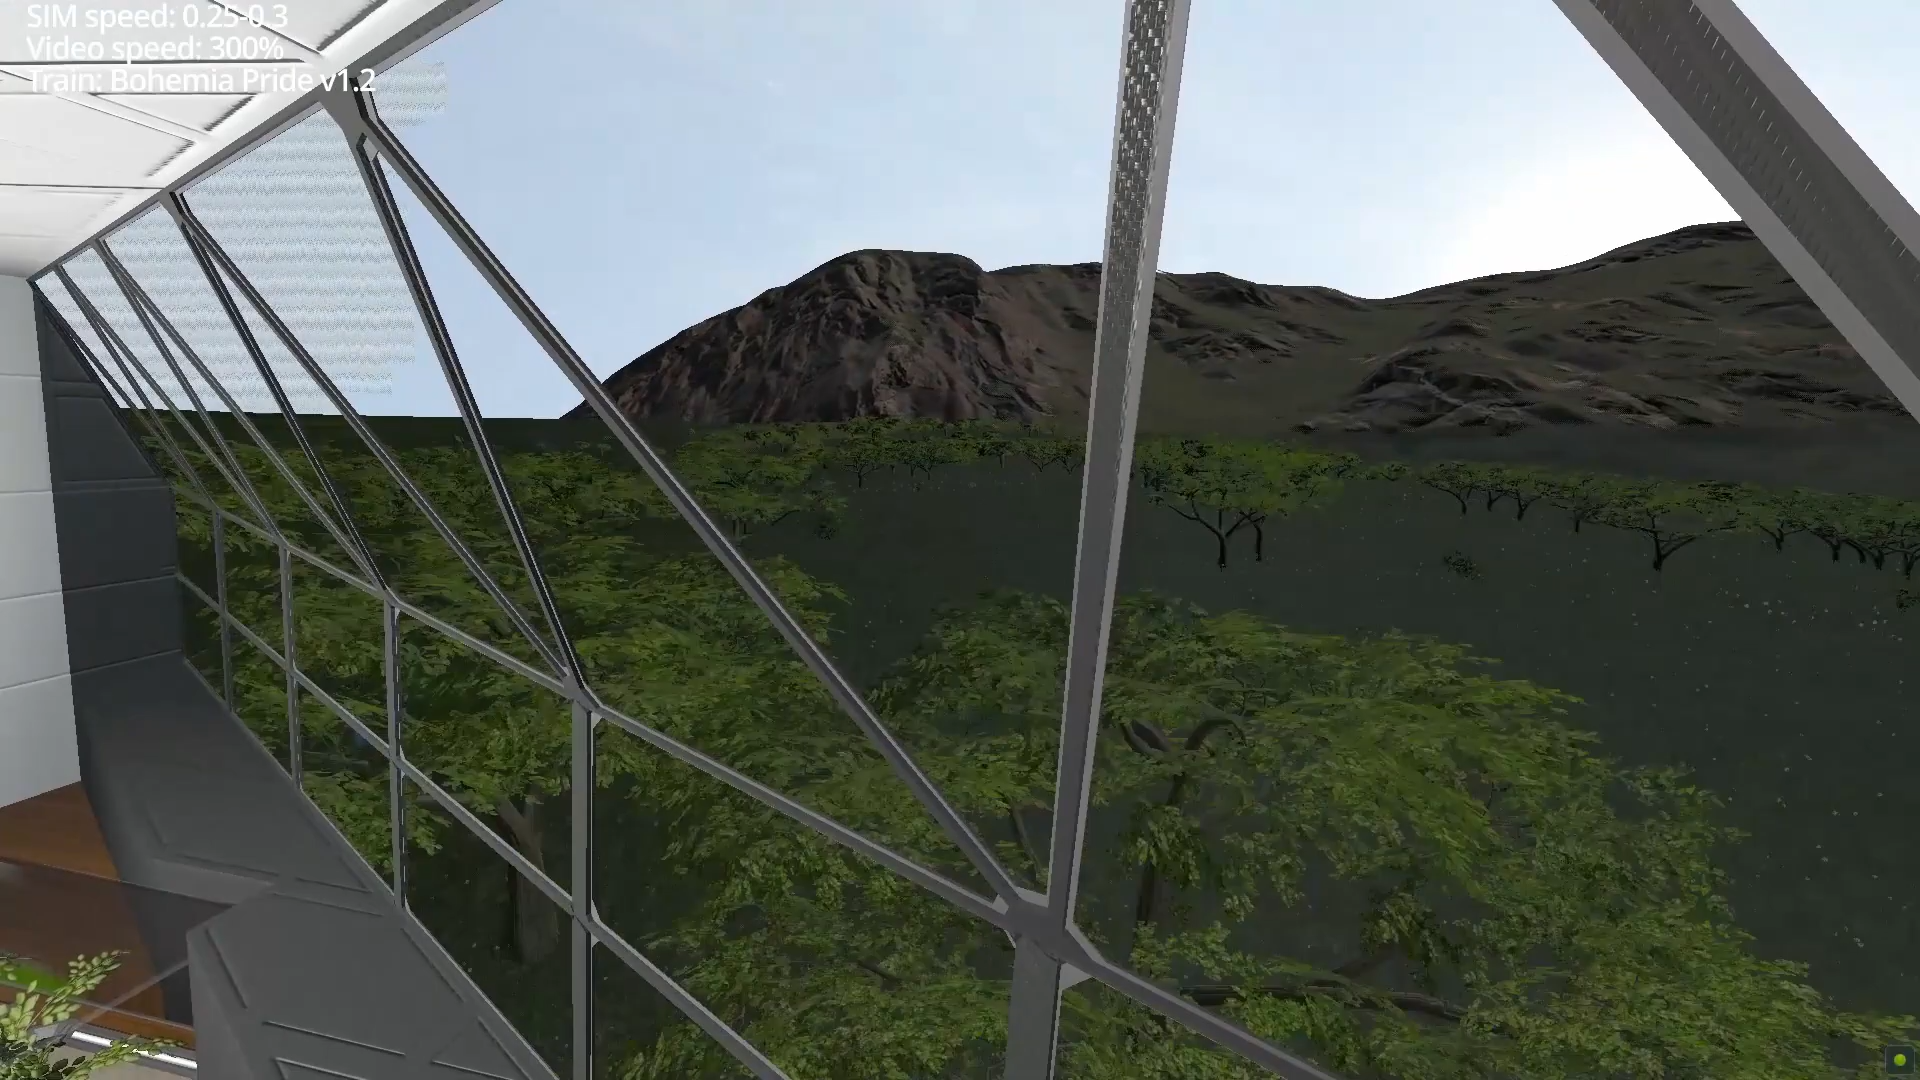 SIM speed: 0.25-0.3
Video speed: 300%
Train: Bohemia Pride v1.2